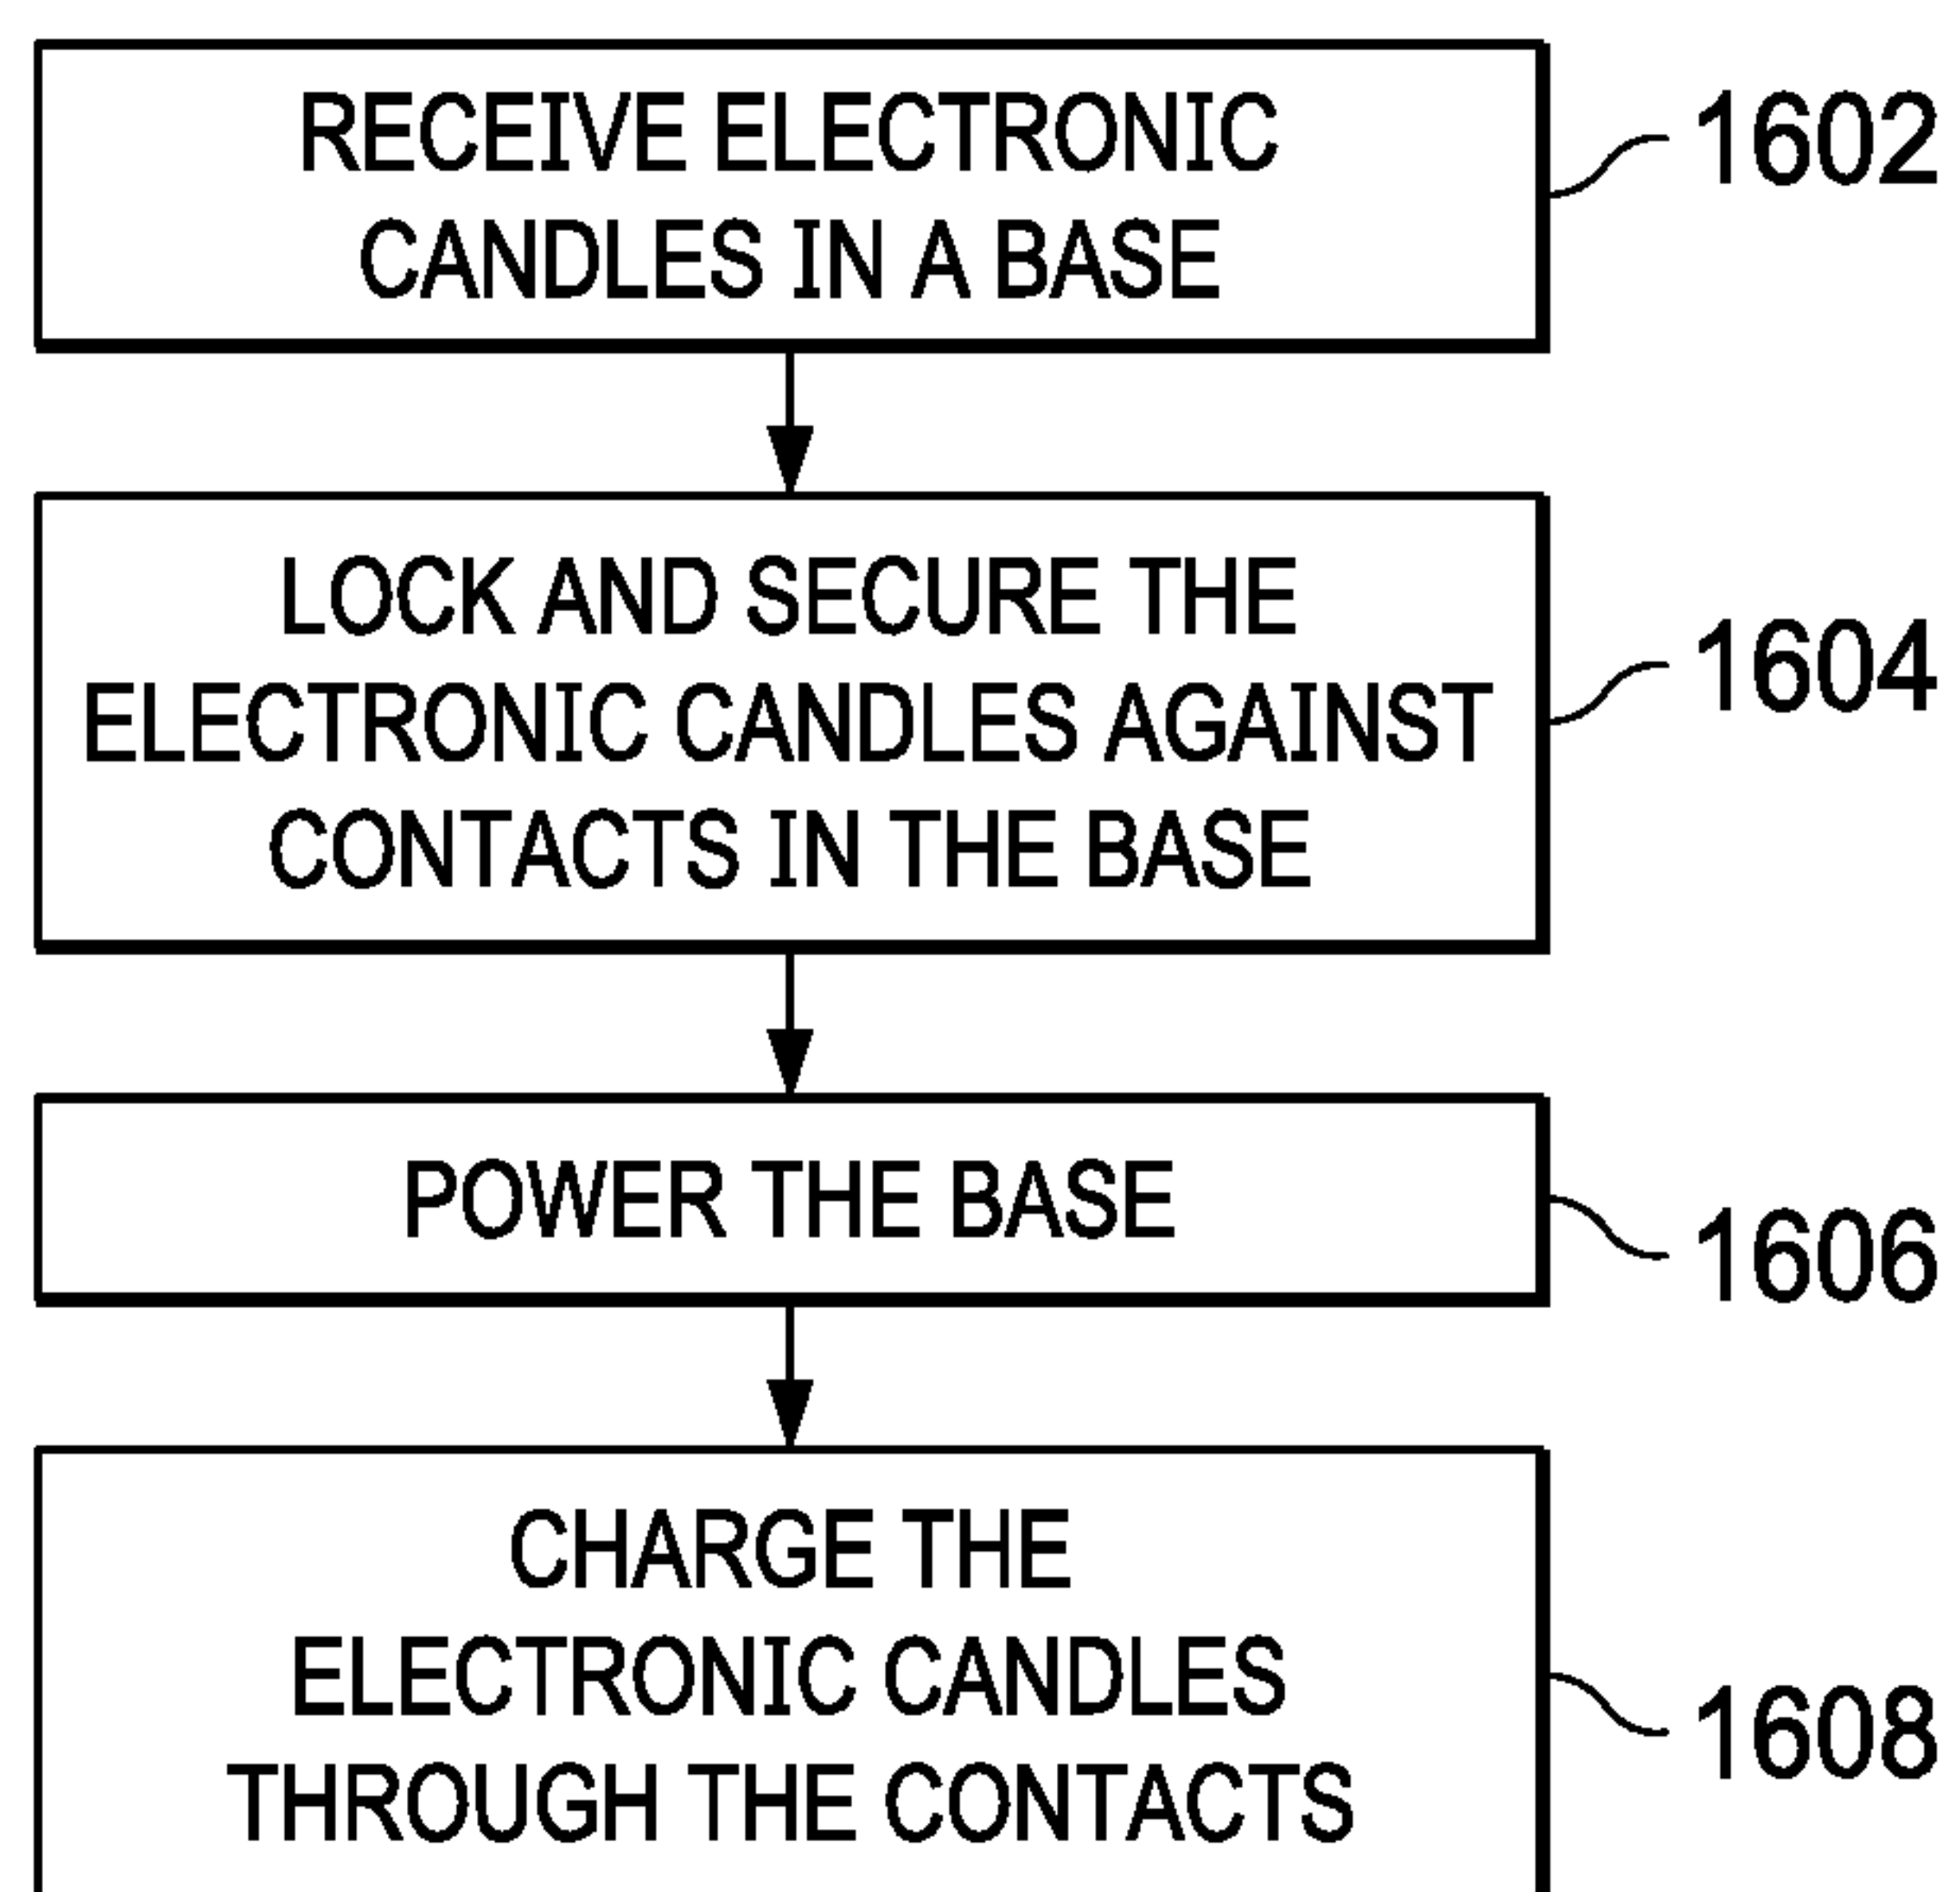 RECEIVE ELECTRONIC
CANDLES IN A BASE
1602
LOCK AND SECURE THE
ELECTRONIC CANDLES AGAINST
CONTACTS IN THE BASE
1604
POWER THE BASE
1606
CHARGE THE
ELECTRONIC CANDLES
THROUGH THE CONTACTS
1608